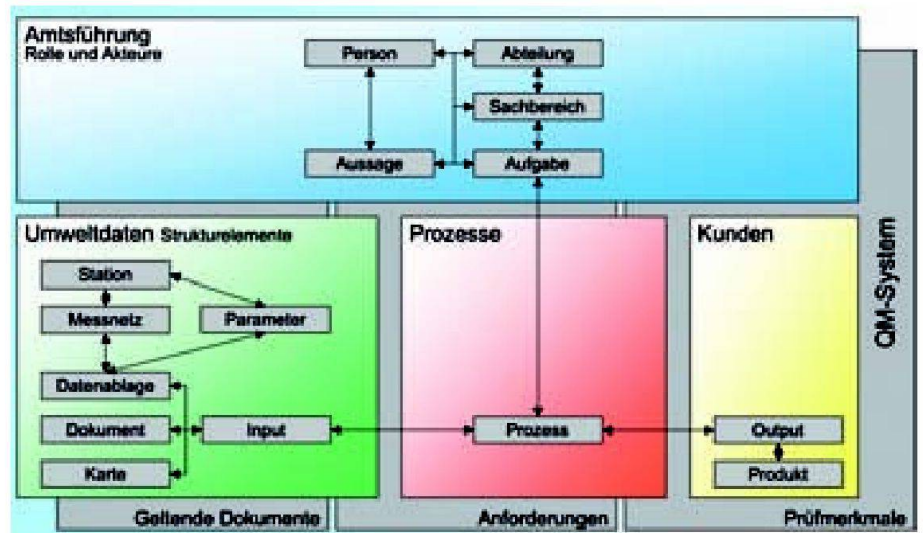 Amtsführung
Rolle und Akteure
Person
Abteilung
Sachbereich
Aussage
Aufgabe
Umweltdaten Strukturelemente
Station
Messnetz
Parameter
Datenablage
Dokument
Input
Karte
Prozesse
Prozess
Kunden
Output
Produkt
QM-System
Geltende Dokumente
Anforderungen
Prüfmerkmale